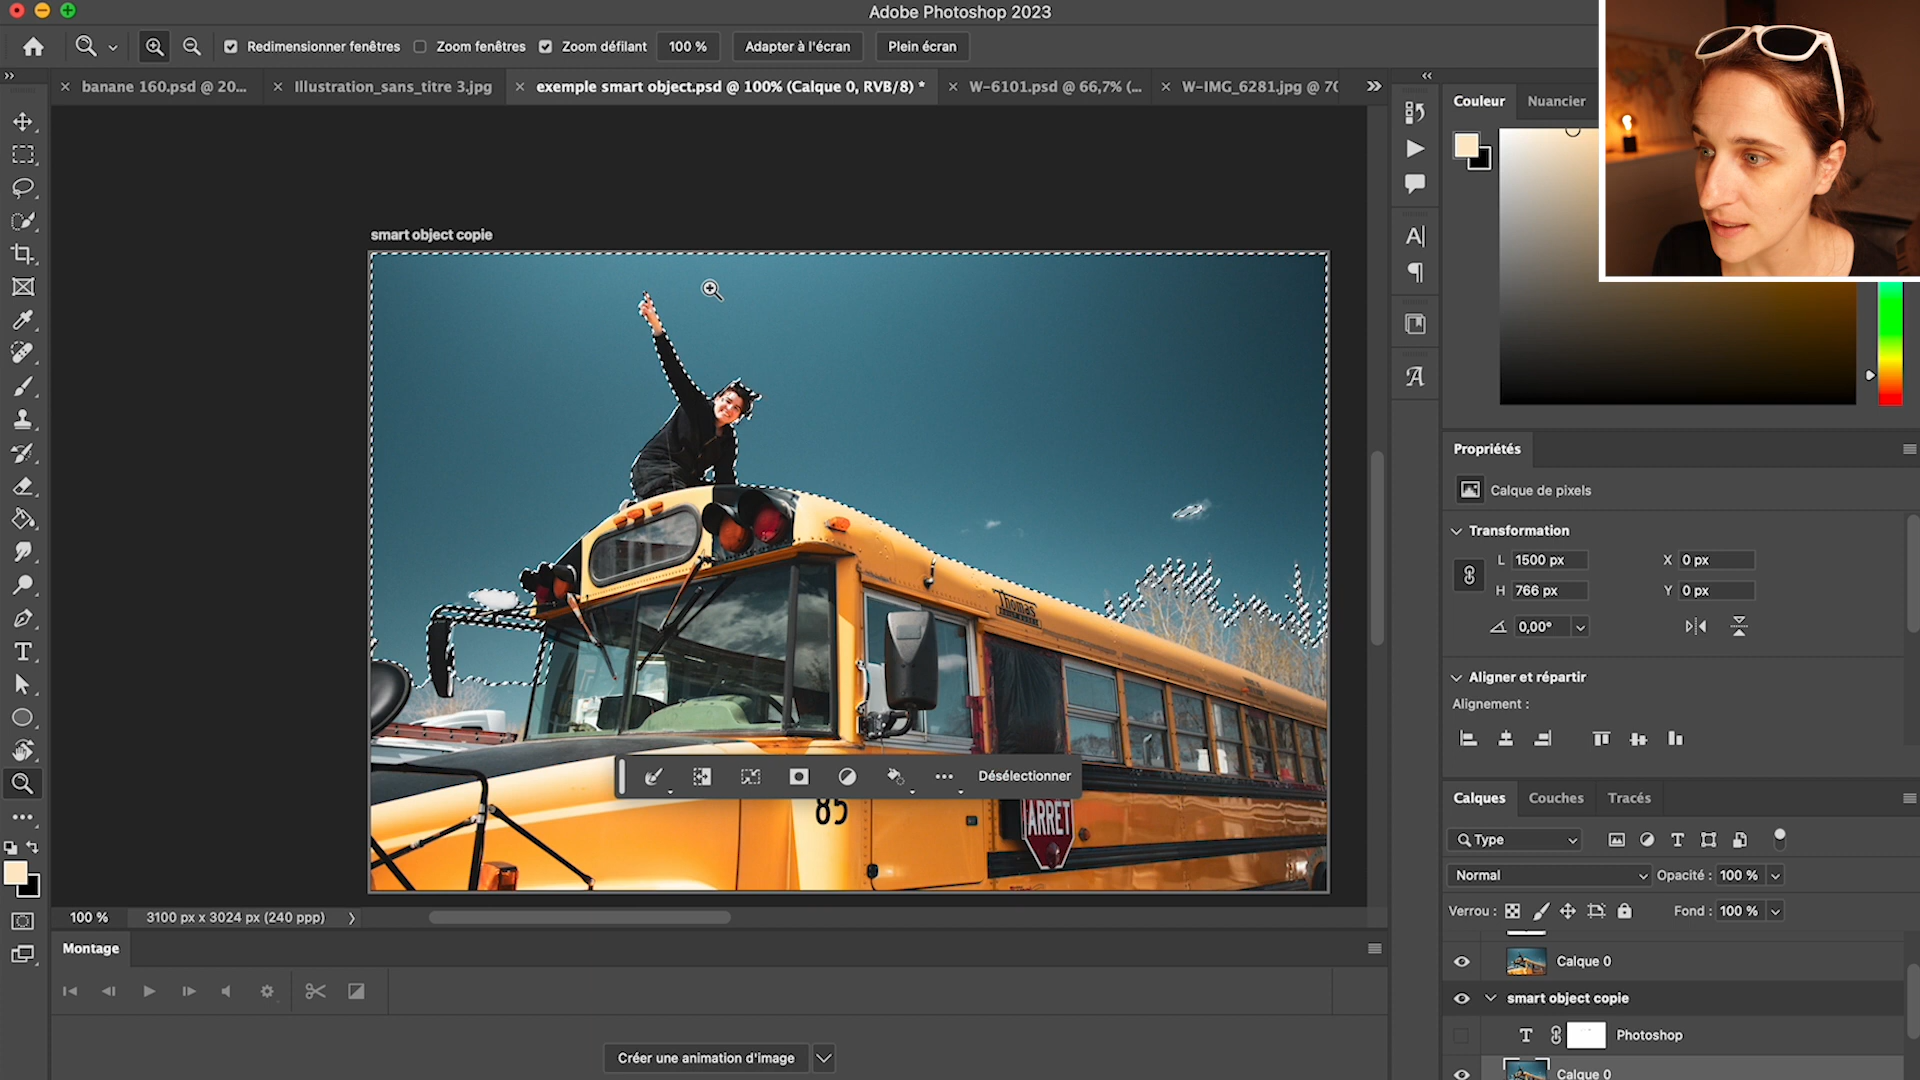 Adobe Photoshop 2023
Redimensionner fenêtres Zoom fenêtres Zoom défilant 100 % Adapter à l'écran Plein écran
banane 160.psd @ 20... Illustration_sans_titre 3.jpg exemple smart object.psd @ 100% (Calque 0, RVB/8) * W-6101.psd @ 66,7% (... W-IMG_6281.jpg @ 70
Couleur Nuancier
smart object copie
Thomas
85
ARRET
Désélectionner
Propriétés
Calque de pixels
Transformation
L 1500 px X 0 px
H 766 px Y 0 px
0,00°
Aligner et répartir
Alignement :
Calques Couches Tracés
Type
Normal Opacité : 100 %
Verrou : Fond : 100 %
Calque 0
smart object copie
T Photoshop
Calque 0
100 % 3100 px x 3024 px (240 ppp)
Montage
Créer une animation d'image